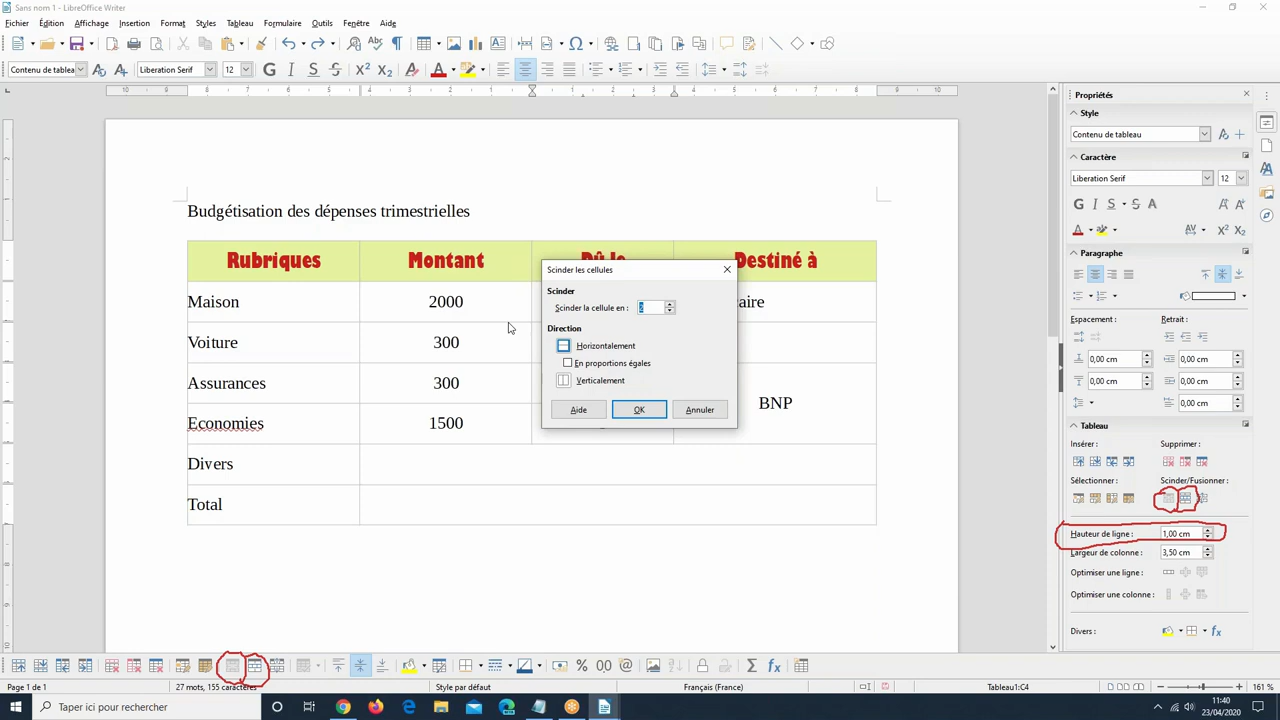 Sans nom 1 - LibreOffice Writer
Fichier Édition Affichage Insertion Format Styles Tableau Formulaire Outils Fenêtre Aide
Contenu de tablea Liberation Serif 12
Propriétés
Style
Contenu de tableau
Caractère
Liberation Serif 12
Paragraphe
Espacement : Retrait :
0,00 cm 0,00 cm
0,00 cm 0,00 cm
0,00 cm
Tableau
Insérer : Supprimer :
Sélectionner : Scinder/Fusionner :
Hauteur de ligne : 1,00 cm
Largeur de colonne : 3,50 cm
Optimiser une ligne :
Optimiser une colonne :
Divers :
Budgétisation des dépenses trimestrielles
Rubriques Montant Dû le Destiné à
Maison 2000 aire
Voiture 300
Assurances 300
BNP
Economies 1500
Divers
Total
Scinder les cellules
Scinder
Scinder la cellule en : 2
Direction
Horizontalement
En proportions égales
Verticalement
Aide OK Annuler
Page 1 de 1 27 mots, 155 caractères Style par défaut Français (France) Tableau1:C4 161 %
Taper ici pour rechercher
11:40
23/04/2020